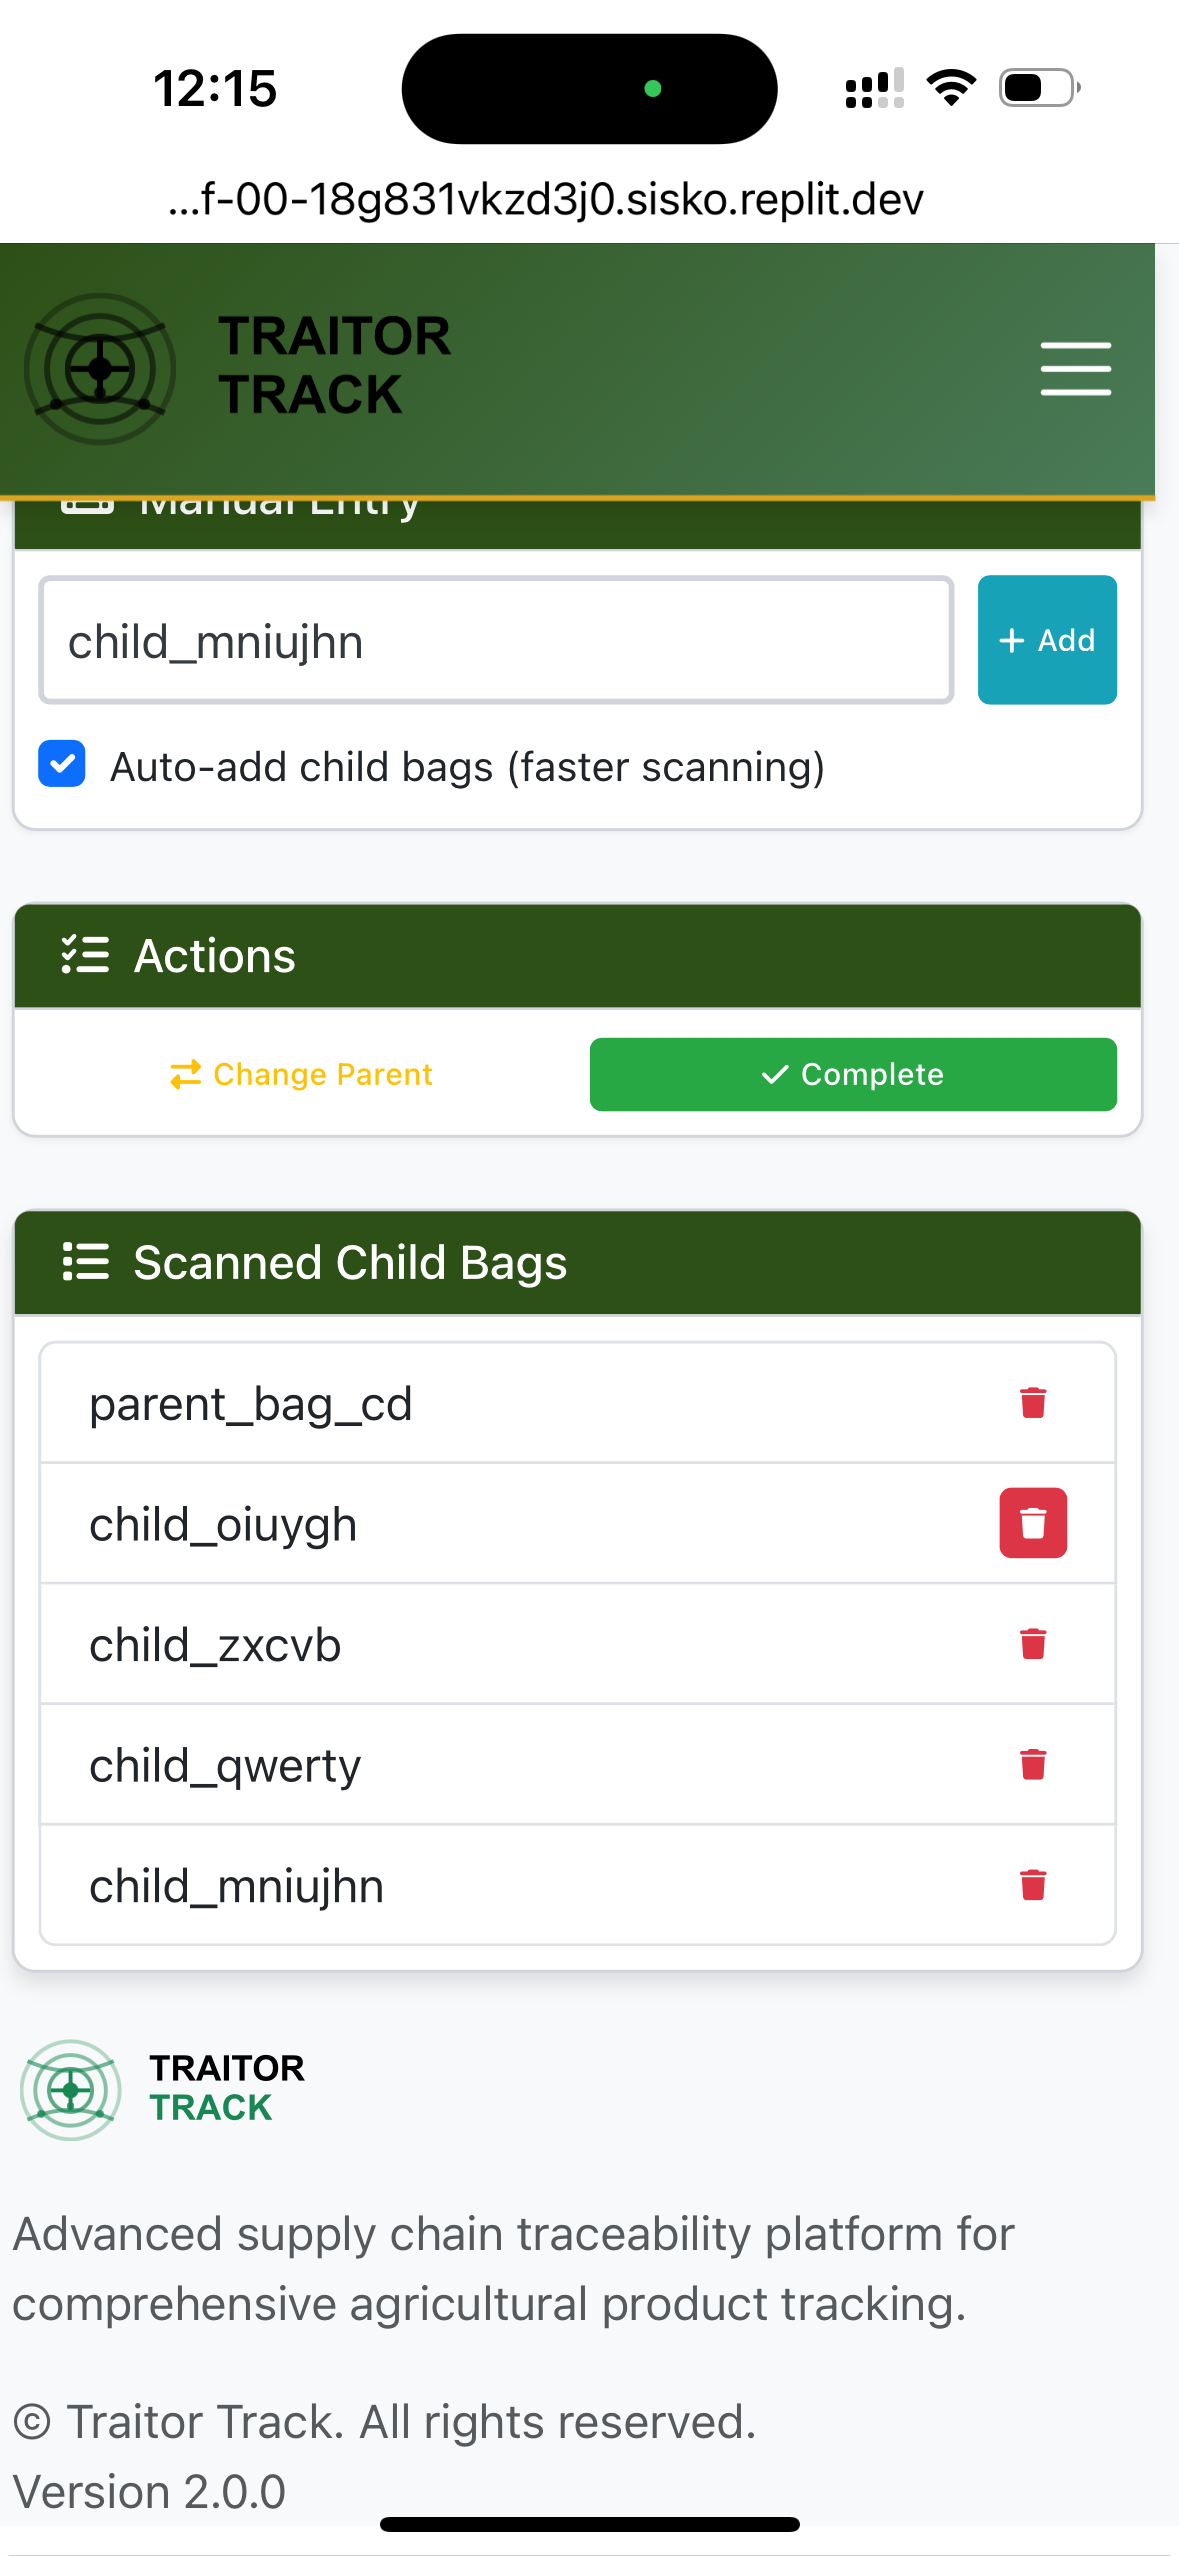 12:15
...f-00-18g831vkzd3j0.sisko.replit.dev
TRAITOR
TRACK
Manual Entry
child_mniujhn
Add
Auto-add child bags (faster scanning)
Actions
Change Parent
Complete
Scanned Child Bags
parent_bag_cd
child_oiuygh
child_zxcvb
child_qwerty
child_mniujhn
TRAITOR
TRACK
Advanced supply chain traceability platform for
comprehensive agricultural product tracking.
© Traitor Track. All rights reserved.
Version 2.0.0